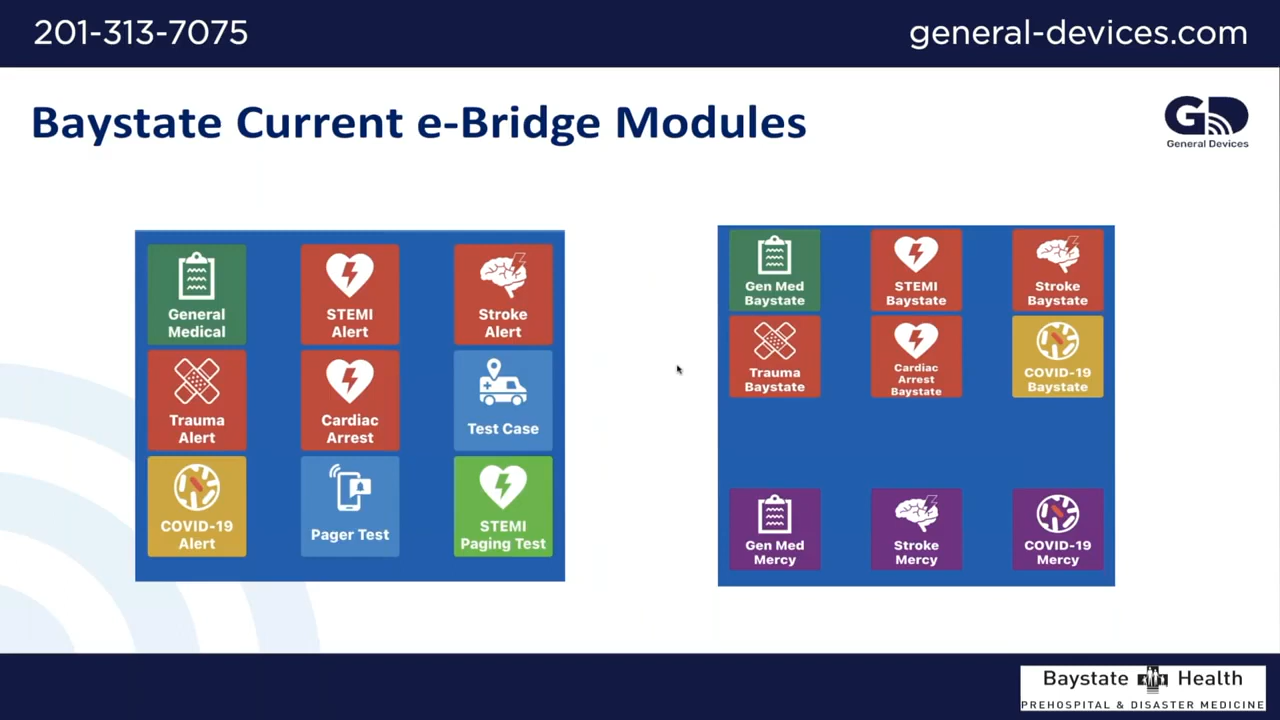 201-313-7075
general-devices.com
Baystate Current e-Bridge Modules
GD
General Devices
General
Medical
STEMI
Alert
Stroke
Alert
Trauma
Alert
Cardiac
Arrest
Test Case
COVID-19
Alert
Pager Test
STEMI
Paging Test
Gen Med
Baystate
STEMI
Baystate
Stroke
Baystate
Trauma
Baystate
Cardiac
Arrest
Baystate
COVID-19
Baystate
Gen Med
Mercy
Stroke
Mercy
COVID-19
Mercy
Baystate Health
PREHOSPITAL & DISASTER MEDICINE